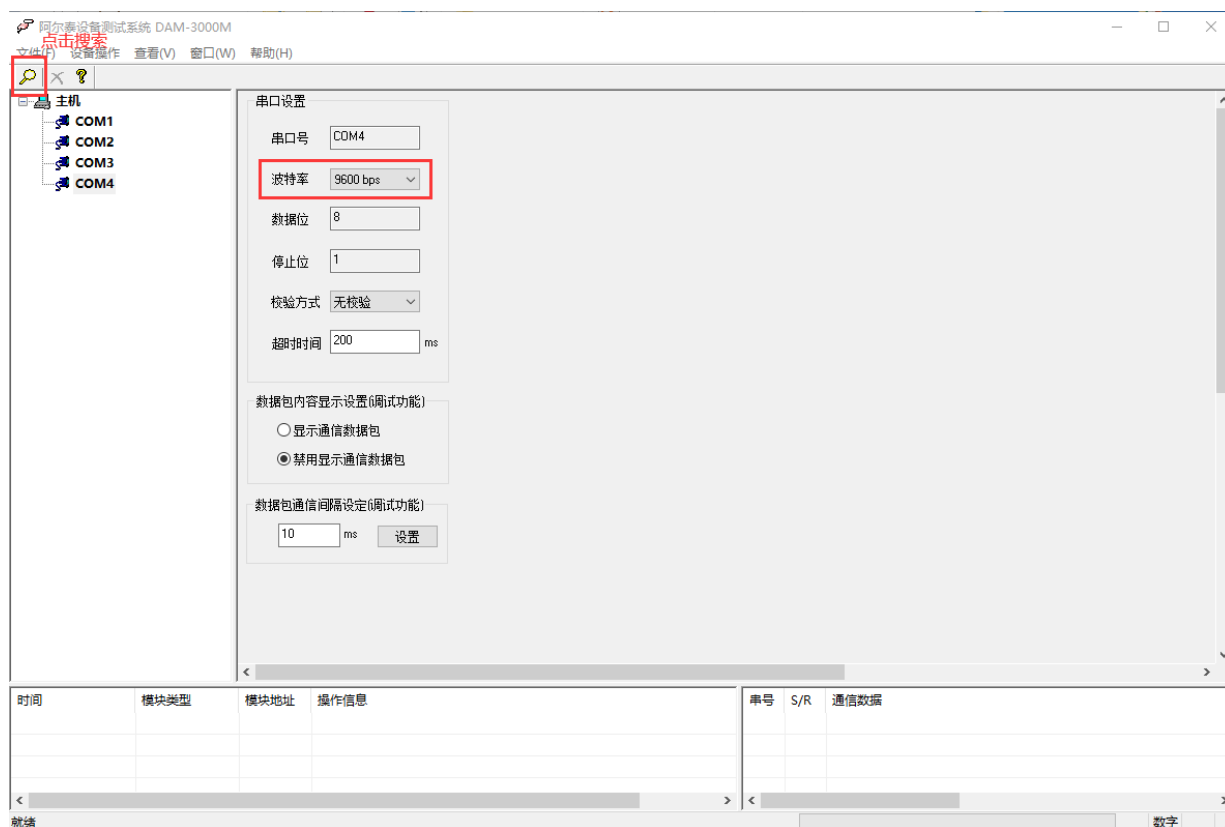 阿尔泰设备测试系统 DAM-3000M
点击搜索
文件(F) 设备操作 查看(V) 窗口(W) 帮助(H)
主机
COM1
COM2
COM3
COM4
串口设置
串口号 COM4
波特率 9600 bps
数据位 8
停止位 1
校验方式 无校验
超时时间 200 ms
数据包内容显示设置(调试功能)
显示通信数据包
禁用显示通信数据包
数据包通信间隔设定(调试功能)
10 ms 设置
时间 模块类型 模块地址 操作信息 串号 S/R 通信数据
就绪 数字